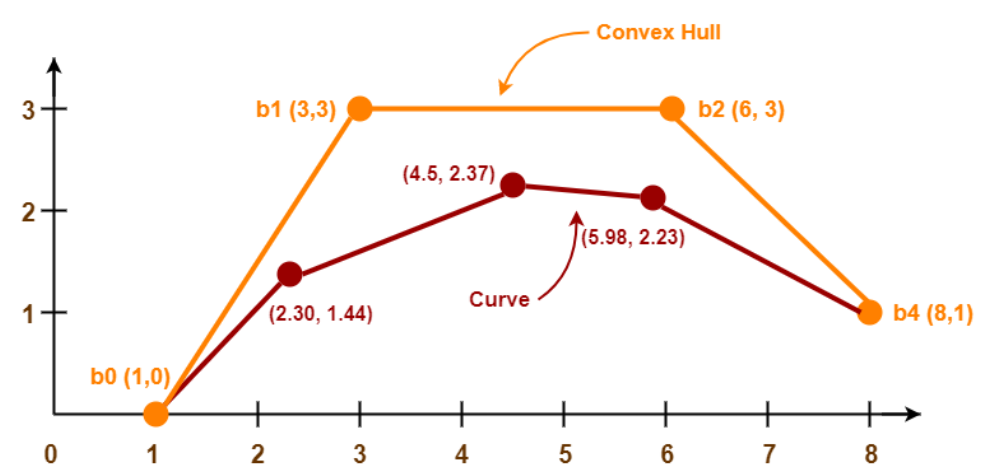 Convex Hull
3
b1 (3,3)
b2 (6, 3)
(4.5, 2.37)
2
(5.98, 2.23)
Curve
1
(2.30, 1.44)
b4 (8,1)
b0 (1,0)
0 1 2 3 4 5 6 7 8